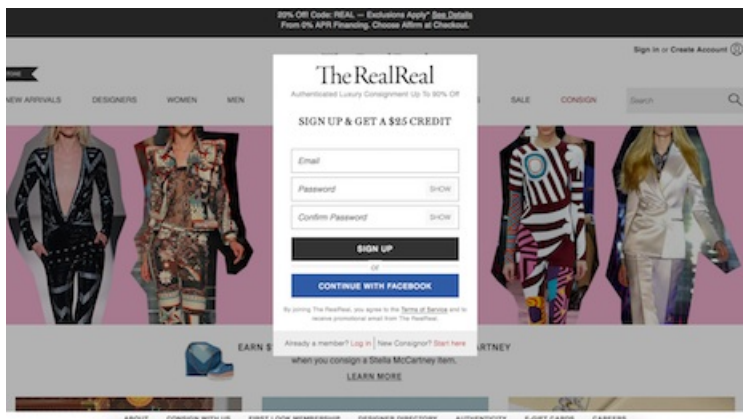 20% Off! Code: REAL — Exclusions Apply* See Details
From 0% APR Financing. Choose Affirm at Checkout.
Sign In or Create Account
NEW ARRIVALS DESIGNERS WOMEN MEN SALE CONSIGN Search
The RealReal
Authenticated Luxury Consignment Up To 90% Off
SIGN UP & GET A $25 CREDIT
Email
Password SHOW
Confirm Password SHOW
SIGN UP
or
CONTINUE WITH FACEBOOK
By joining The RealReal, you agree to the Terms of Service and to
receive promotional email from The RealReal.
Already a member? Log in New Consignor? Start here
EARN
when you consign a Stella McCartney item.
LEARN MORE
ABOUT CONSIGN WITH US FIRST LOOK MEMBERSHIP DESIGNER DIRECTORY AUTHENTICITY E-GIFT CARDS CAREERS